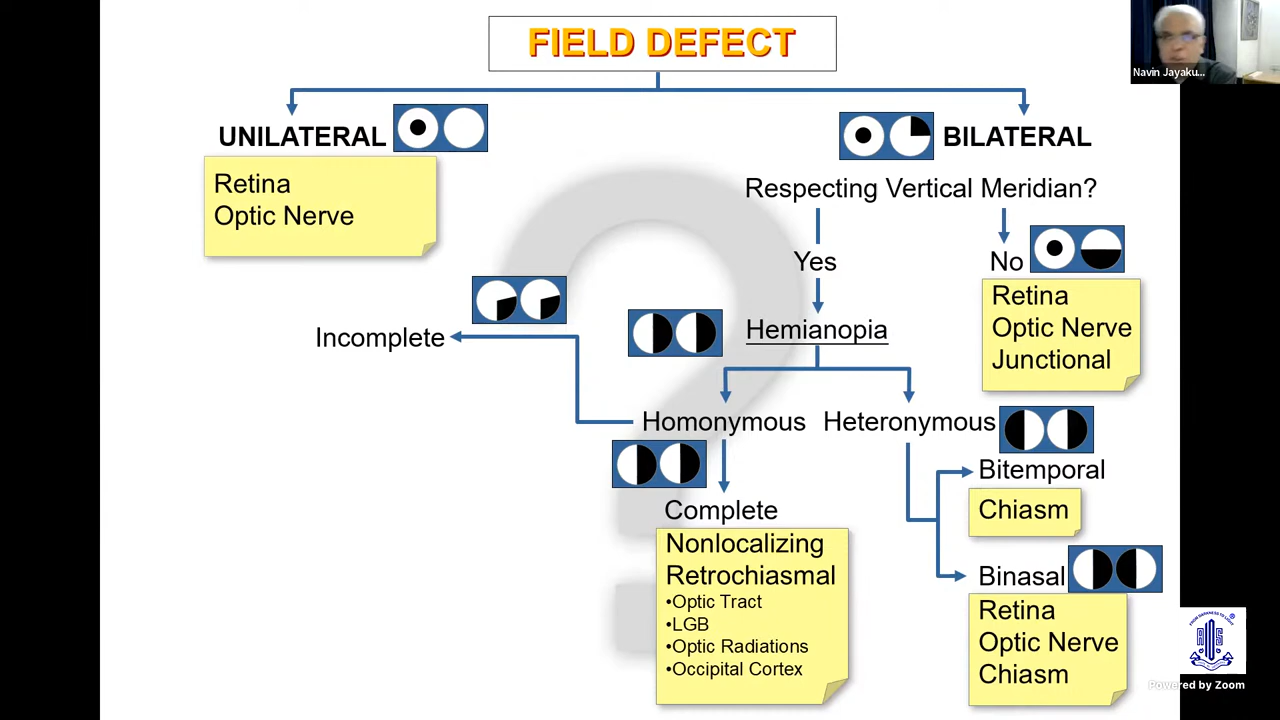 FIELD DEFECT
Navin Jayaku...
UNILATERAL
Retina
Optic Nerve
BILATERAL
Respecting Vertical Meridian?
Yes
No
Retina
Optic Nerve
Junctional
Hemianopia
Incomplete
Homonymous
Heteronymous
Complete
Nonlocalizing
Retrochiasmal
•Optic Tract
•LGB
•Optic Radiations
•Occipital Cortex
Bitemporal
Chiasm
Binasal
Retina
Optic Nerve
Chiasm
Powered by Zoom